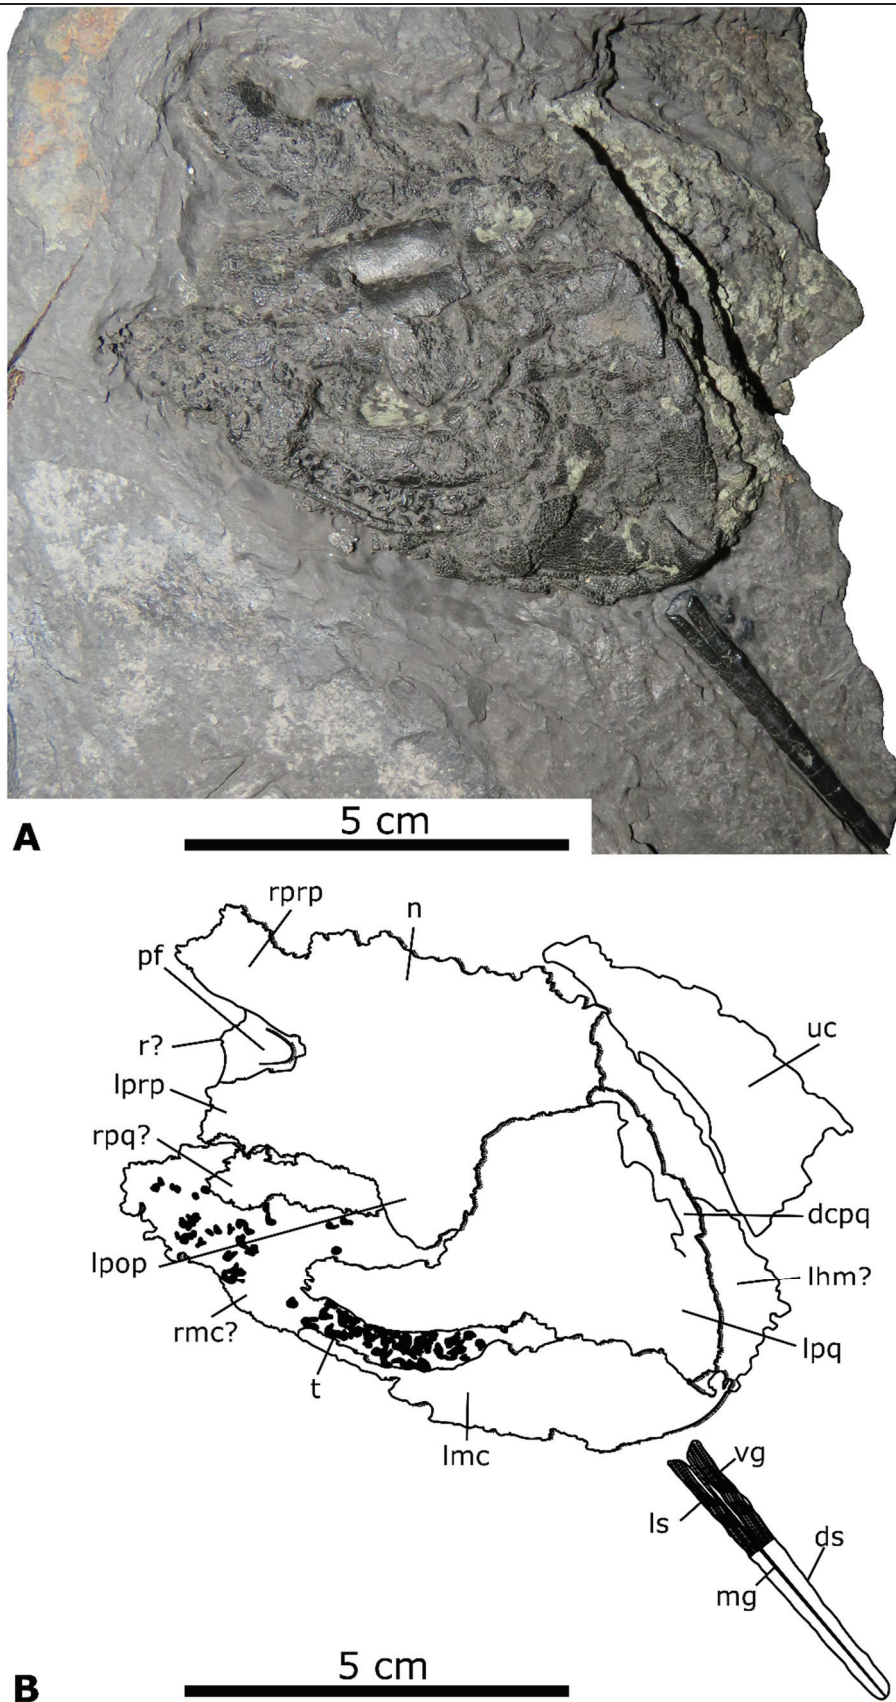 A
5 cm
rprp
n
pf
uc
r?
lprp
rpq?
dcpq
lpop
lhm?
rmc?
lpq
t
lmc
vg
ls
ds
mg
B
5 cm